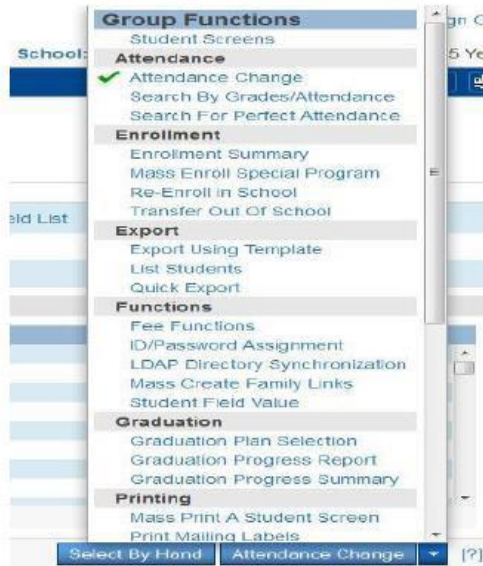 Group Functions
Student Screens
School:
5 Ye
Attendance
Attendance Change
Search By Grades/Attendance
Search For Perfect Attendance
Enrollment
Enrollment Summary
Mass Enroll Special Program
Re-Enroll in School
Transfer Out Of School
eld List
Export
Export Using Template
List Students
Quick Export
Functions
Fee Functions
ID/Password Assignment
LDAP Directory Synchronization
Mass Create Family Links
Student Field Value
Graduation
Graduation Plan Selection
Graduation Progress Report
Graduation Progress Summary
Printing
Mass Print A Student Screen
Print Mailing Labels
Select By Hand Attendance Change [?]